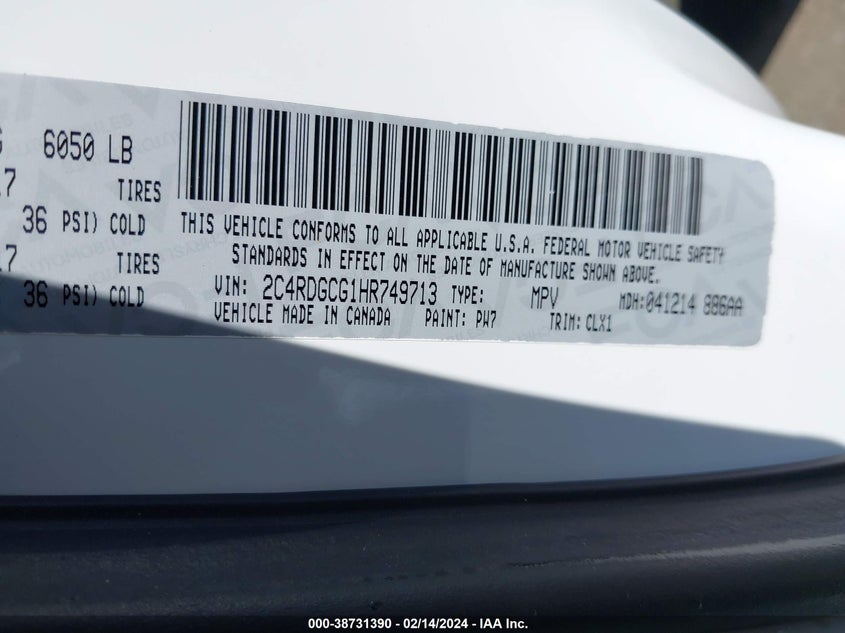 6050 LB
TIRES
36 PSI) COLD
TIRES
36 PSI) COLD
THIS VEHICLE CONFORMS TO ALL APPLICABLE U.S.A. FEDERAL MOTOR VEHICLE SAFETY
STANDARDS IN EFFECT ON THE DATE OF MANUFACTURE SHOWN ABOVE.
VIN: 2C4RDGCG1HR749713 TYPE: MPV MDH:041214 886AA
VEHICLE MADE IN CANADA PAINT: PW7 TRIM: CLX1
000-38731390 - 02/14/2024 - IAA Inc.